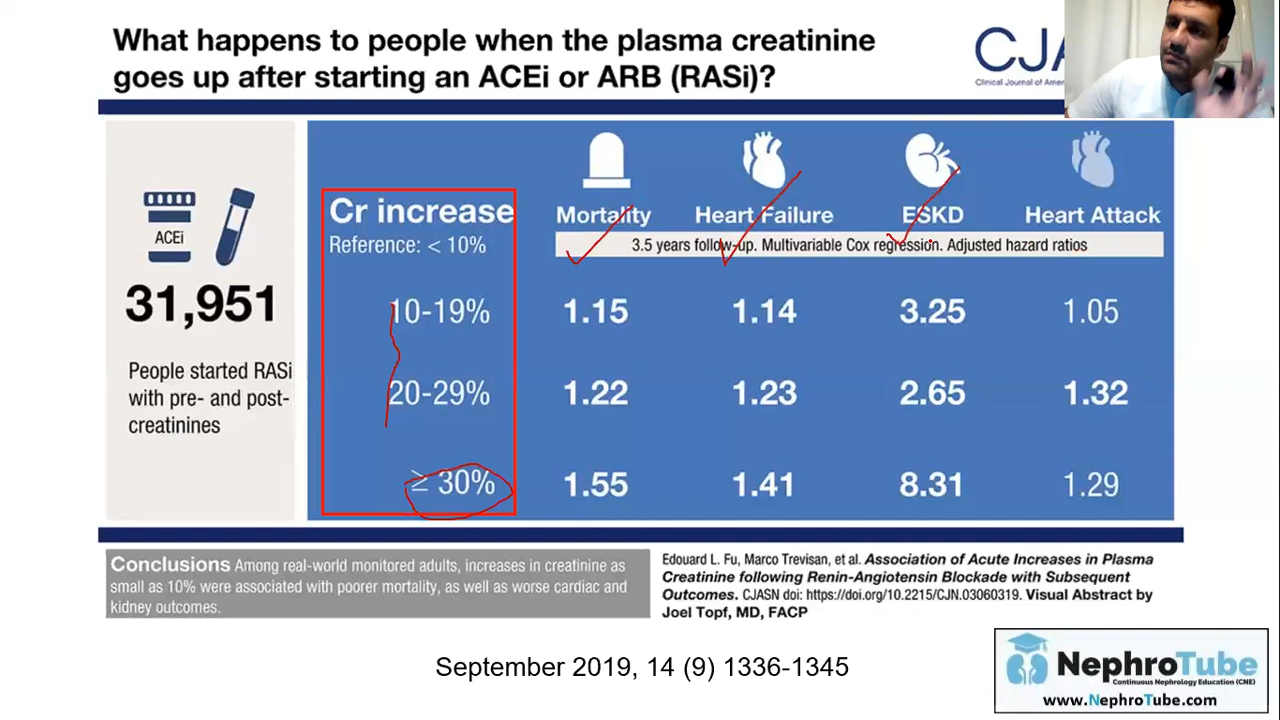 What happens to people when the plasma creatinine
goes up after starting an ACEi or ARB (RASi)?
Clinical Journal of
ACEi
31,951
People started RASi
with pre- and post-
creatinines
Cr increase
Reference: < 10%
Mortality Heart Failure ESKD Heart Attack
3.5 years follow-up. Multivariable Cox regression. Adjusted hazard ratios
10-19% 1.15 1.14 3.25 1.05
20-29% 1.22 1.23 2.65 1.32
≥ 30% 1.55 1.41 8.31 1.29
Conclusions Among real-world monitored adults, increases in creatinine as
small as 10% were associated with poorer mortality, as well as worse cardiac and
kidney outcomes.
Edouard L. Fu, Marco Trevisan, et al. Association of Acute Increases in Plasma
Creatinine following Renin-Angiotensin Blockade with Subsequent
Outcomes. CJASN doi: https://doi.org/10.2215/CJN.03060319. Visual Abstract by
Joel Topf, MD, FACP
September 2019, 14 (9) 1336-1345
NephroTube
Continuous Nephrology Education (CNE)
www.NephroTube.com